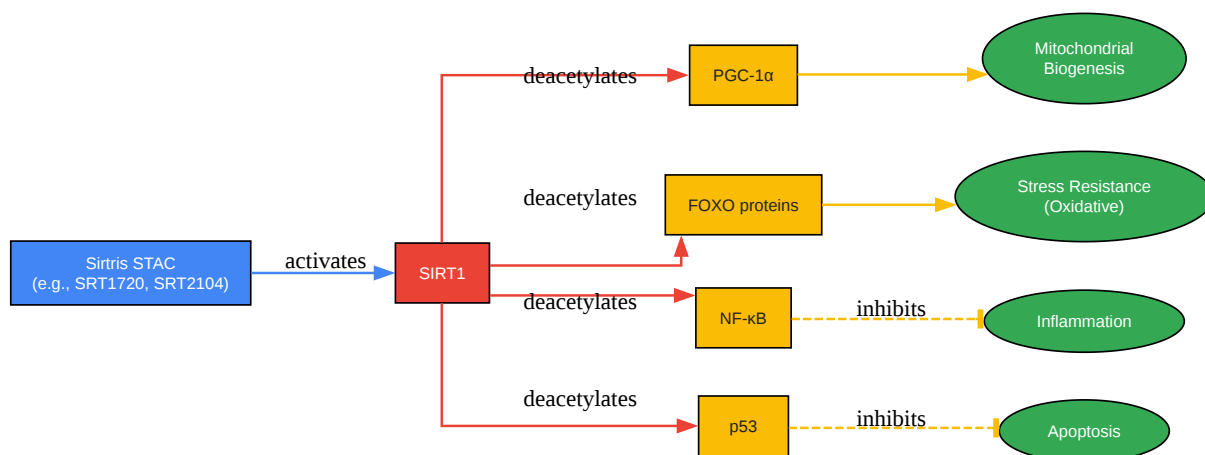 Mitochondrial
Biogenesis
deacetylates
PGC-1α
Stress Resistance
(Oxidative)
deacetylates
FOXO proteins
Sirtris STAC
(e.g., SRT1720, SRT2104)
activates
SIRT1
deacetylates
NF-κB
inhibits
Inflammation
deacetylates
p53
inhibits
Apoptosis